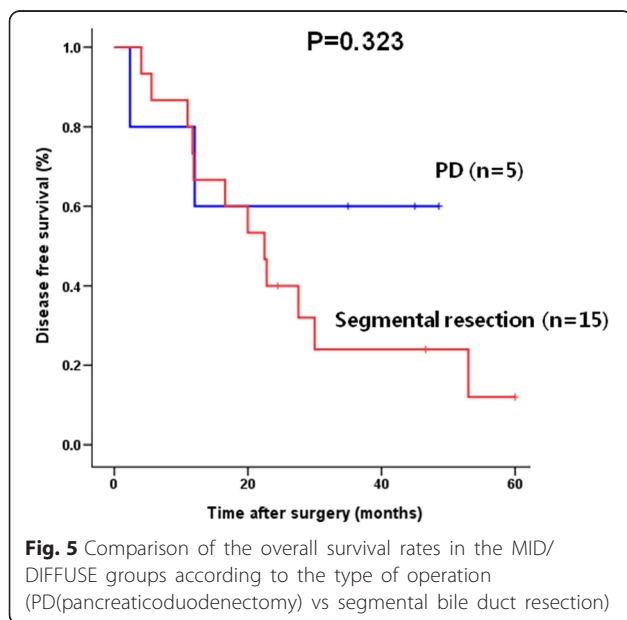 P=0.323
1.0
0.8
0.6
0.4
0.2
0.0
Disease free survival (%)
PD (n=5)
Segmental resection (n=15)
0
20
40
60
Time after surgery (months)
Fig. 5 Comparison of the overall survival rates in the MID/
DIFFUSE groups according to the type of operation
(PD(pancreaticoduodenectomy) vs segmental bile duct resection)